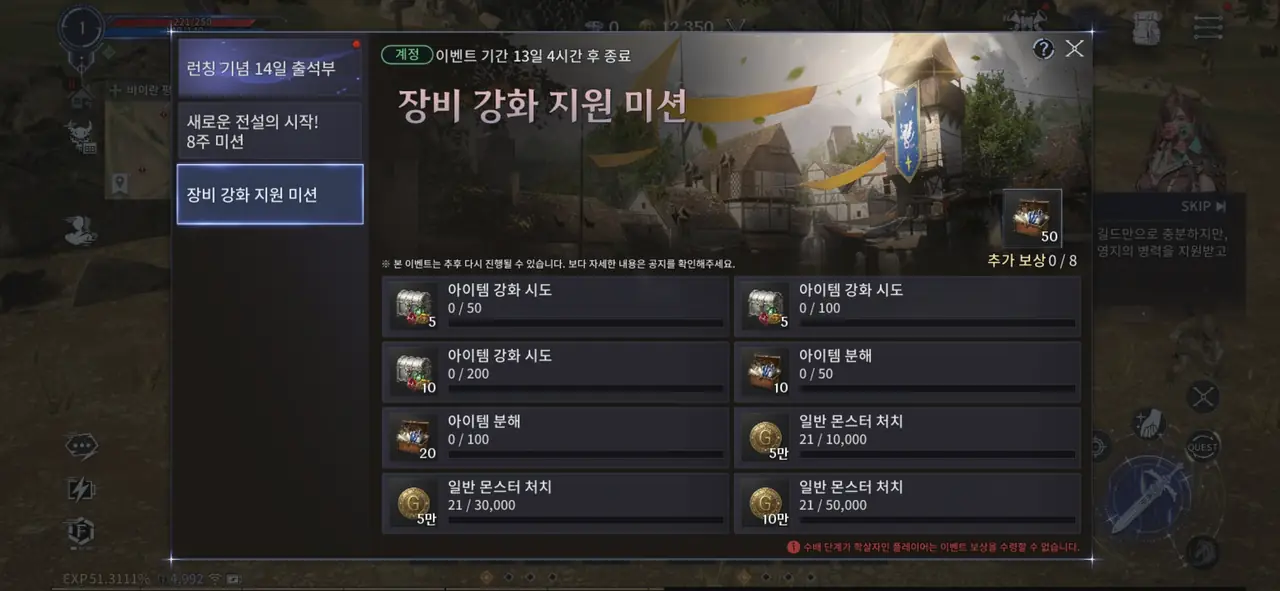 1
221/250
0
12,350
바이란 평
런칭 기념 14일 출석부
새로운 전설의 시작!
8주 미션
장비 강화 지원 미션
계정 이벤트 기간 13일 4시간 후 종료
?
장비 강화 지원 미션
50
추가 보상 0 / 8
※ 본 이벤트는 추후 다시 진행될 수 있습니다. 보다 자세한 내용은 공지를 확인해주세요.
아이템 강화 시도
0 / 50
5
아이템 강화 시도
0 / 100
5
아이템 강화 시도
0 / 200
10
아이템 분해
0 / 50
10
아이템 분해
0 / 100
20
일반 몬스터 처치
21 / 10,000
5만
일반 몬스터 처치
21 / 30,000
5만
일반 몬스터 처치
21 / 50,000
10만
수배 단계가 학살자인 플레이어는 이벤트 보상을 수령할 수 없습니다.
SKIP
길드만으로 충분하지만,
영지의 병력을 지원받고
QUEST
EXP 51.3111%